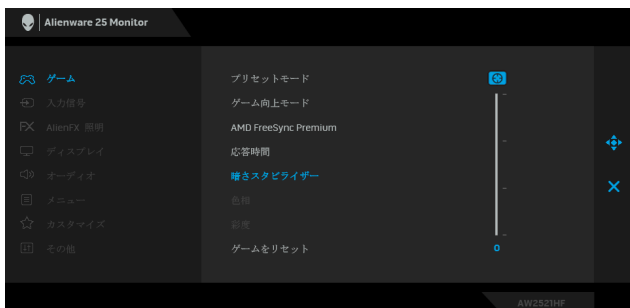 Alienware 25 Monitor
ゲーム
入力信号
AlienFX 照明
ディスプレイ
オーディオ
メニュー
カスタマイズ
その他
プリセットモード
ゲーム向上モード
AMD FreeSync Premium
応答時間
暗さスタビライザー
色相
彩度
ゲームをリセット
0
AW2521HF